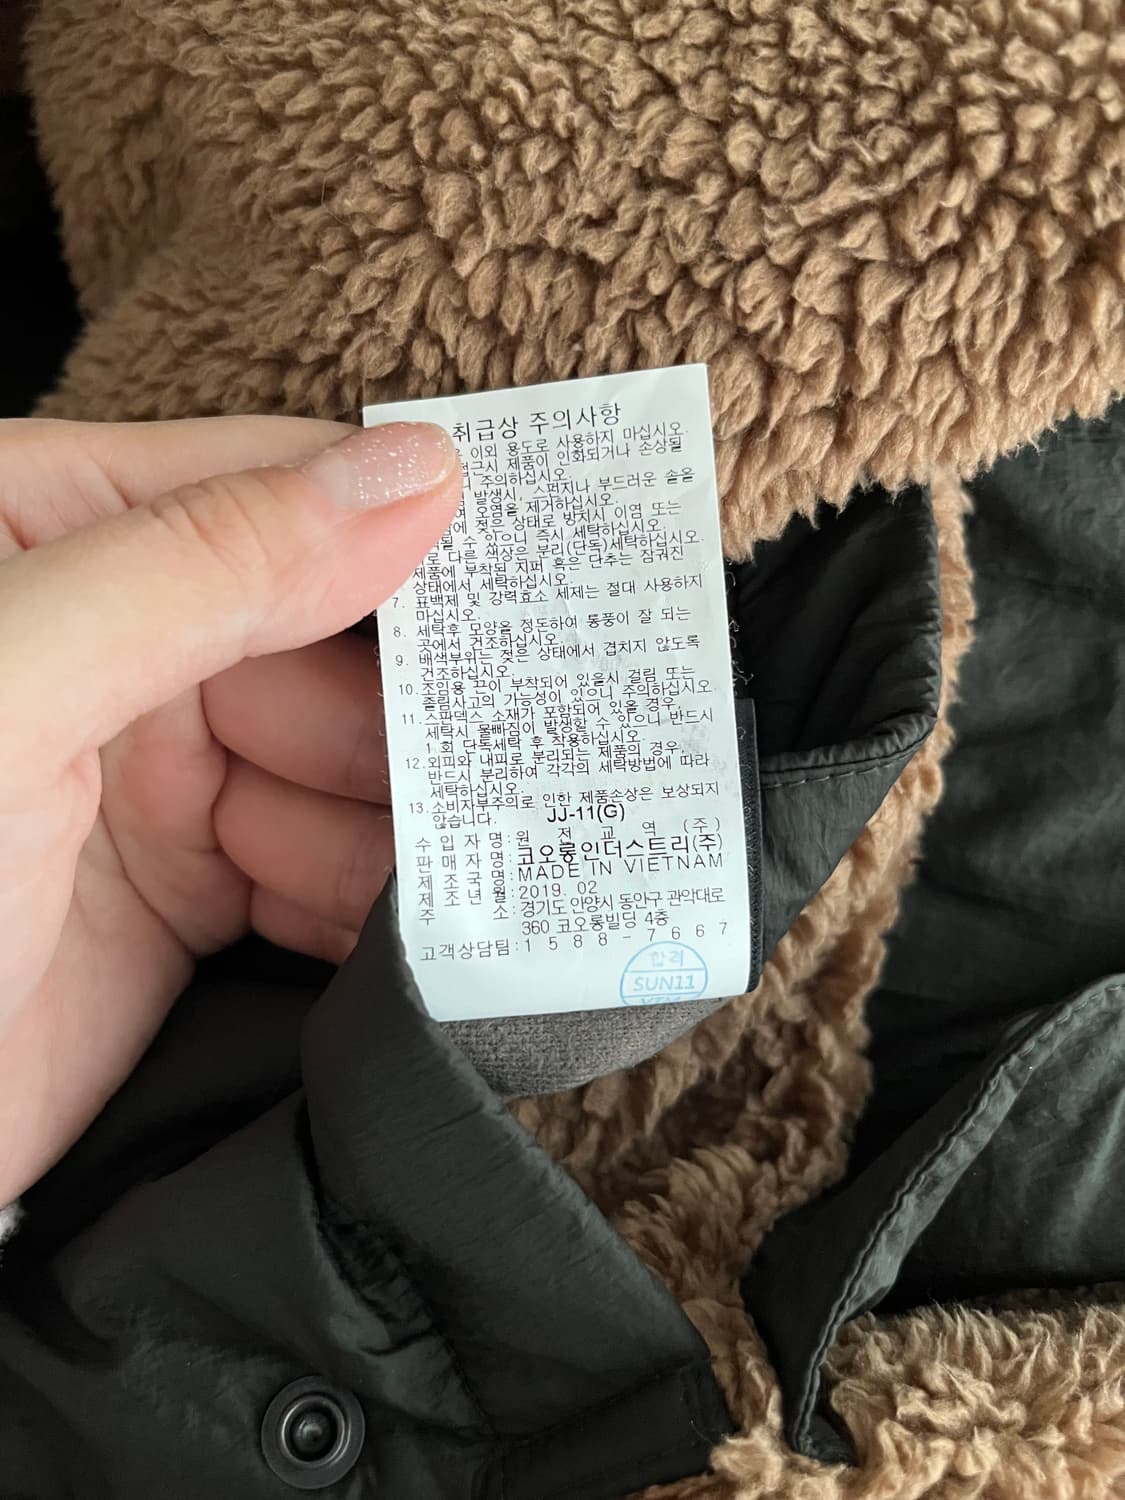 취급상 주의사항
이외 용도로 사용하지 마십시오.
접근시 제품이 인화되거나 손상될
주의하십시오.
발생시, 스펀지나 부드러운 솔을
오염을 제거하십시오.
에 젖은 상태로 방치시 이염 또는
될 수 있으니 즉시 세탁하십시오.
로 다른 색상은 분리(단독)세탁하십시오.
제품에 부착된 지퍼 혹은 단추는 잠궈진
상태에서 세탁하십시오.
7. 표백제 및 강력효소 세제는 절대 사용하지
마십시오.
8. 세탁후 모양을 정돈하여 통풍이 잘 되는
곳에서 건조하십시오.
9. 배색부위는 젖은 상태에서 겹치지 않도록
건조하십시오.
10. 조임용 끈이 부착되어 있을시 걸림 또는
졸림사고의 가능성이 있으니 주의하십시오.
11. 스판덱스 소재가 포함되어 있을 경우,
세탁시 물빠짐이 발생할 수 있으니 반드시
1회 단독세탁 후 착용하십시오.
12. 외피와 내피로 분리되는 제품의 경우,
반드시 분리하여 각각의 세탁방법에 따라
세탁하십시오.
13. 소비자부주의로 인한 제품손상은 보상되지
않습니다. JJ-11(G)
수입자명: 원전교역(주)
판매자명: 코오롱인더스트리(주)
제조국명: MADE IN VIETNAM
제조년월: 2019. 02
주소: 경기도 안양시 동안구 관악대로
360 코오롱빌딩 4층
고객상담팀: 1588-7667
합격
SUN11